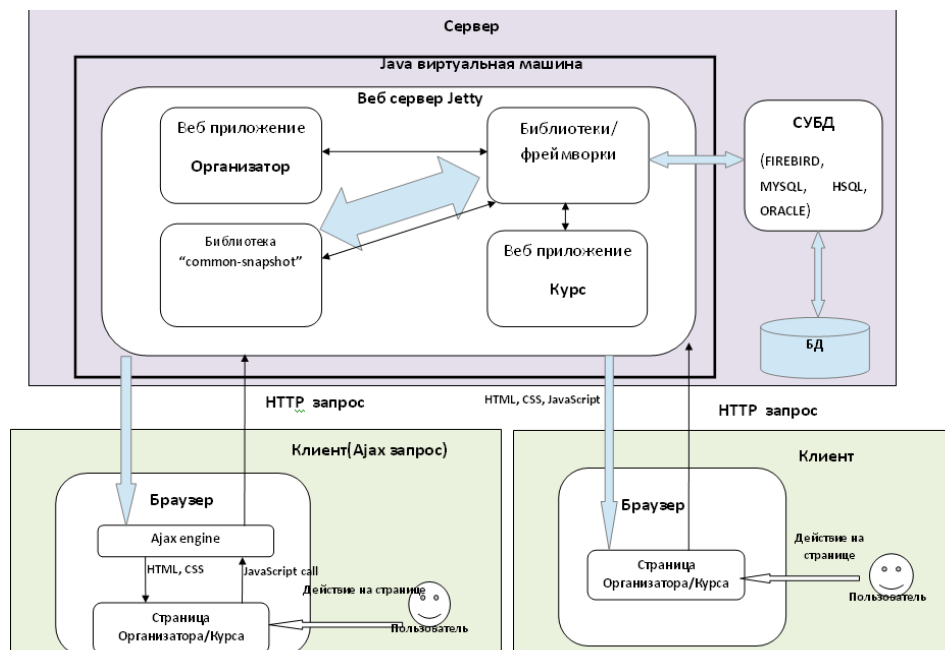 Сервер
Java виртуальная машина
Веб сервер Jetty
Веб приложение
Организатор
Библиотеки/
фреймворки
СУБД
(FIREBIRD,
MYSQL, HSQL,
ORACLE)
Библиотека
“common-snapshot”
Веб приложение
Курс
БД
HTTP запрос
HTML, CSS, JavaScript
HTTP запрос
Клиент(Ajax запрос)
Браузер
Ajax engine
HTML, CSS
JavaScript call
Действие на странице
Страница
Организатора/Курса
Пользователь
Клиент
Браузер
Действие на
странице
Страница
Организатора/Курса
Пользователь